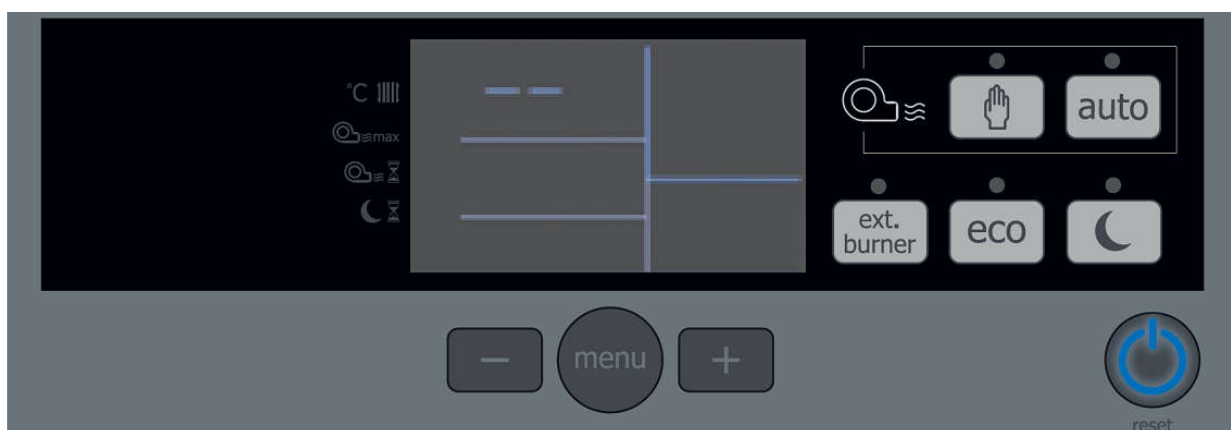 °C
max
auto
ext.
burner
eco
− menu +
reset